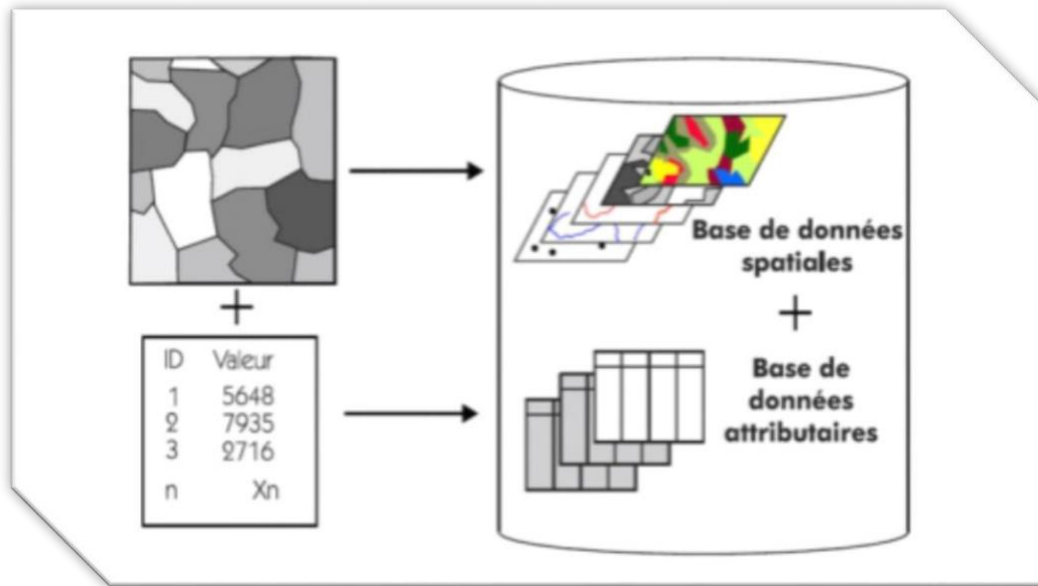 ID Valeur
1 5648
2 7935
3 2716
n Xn
Base de données
spatiales
+
Base de
données
attributaires